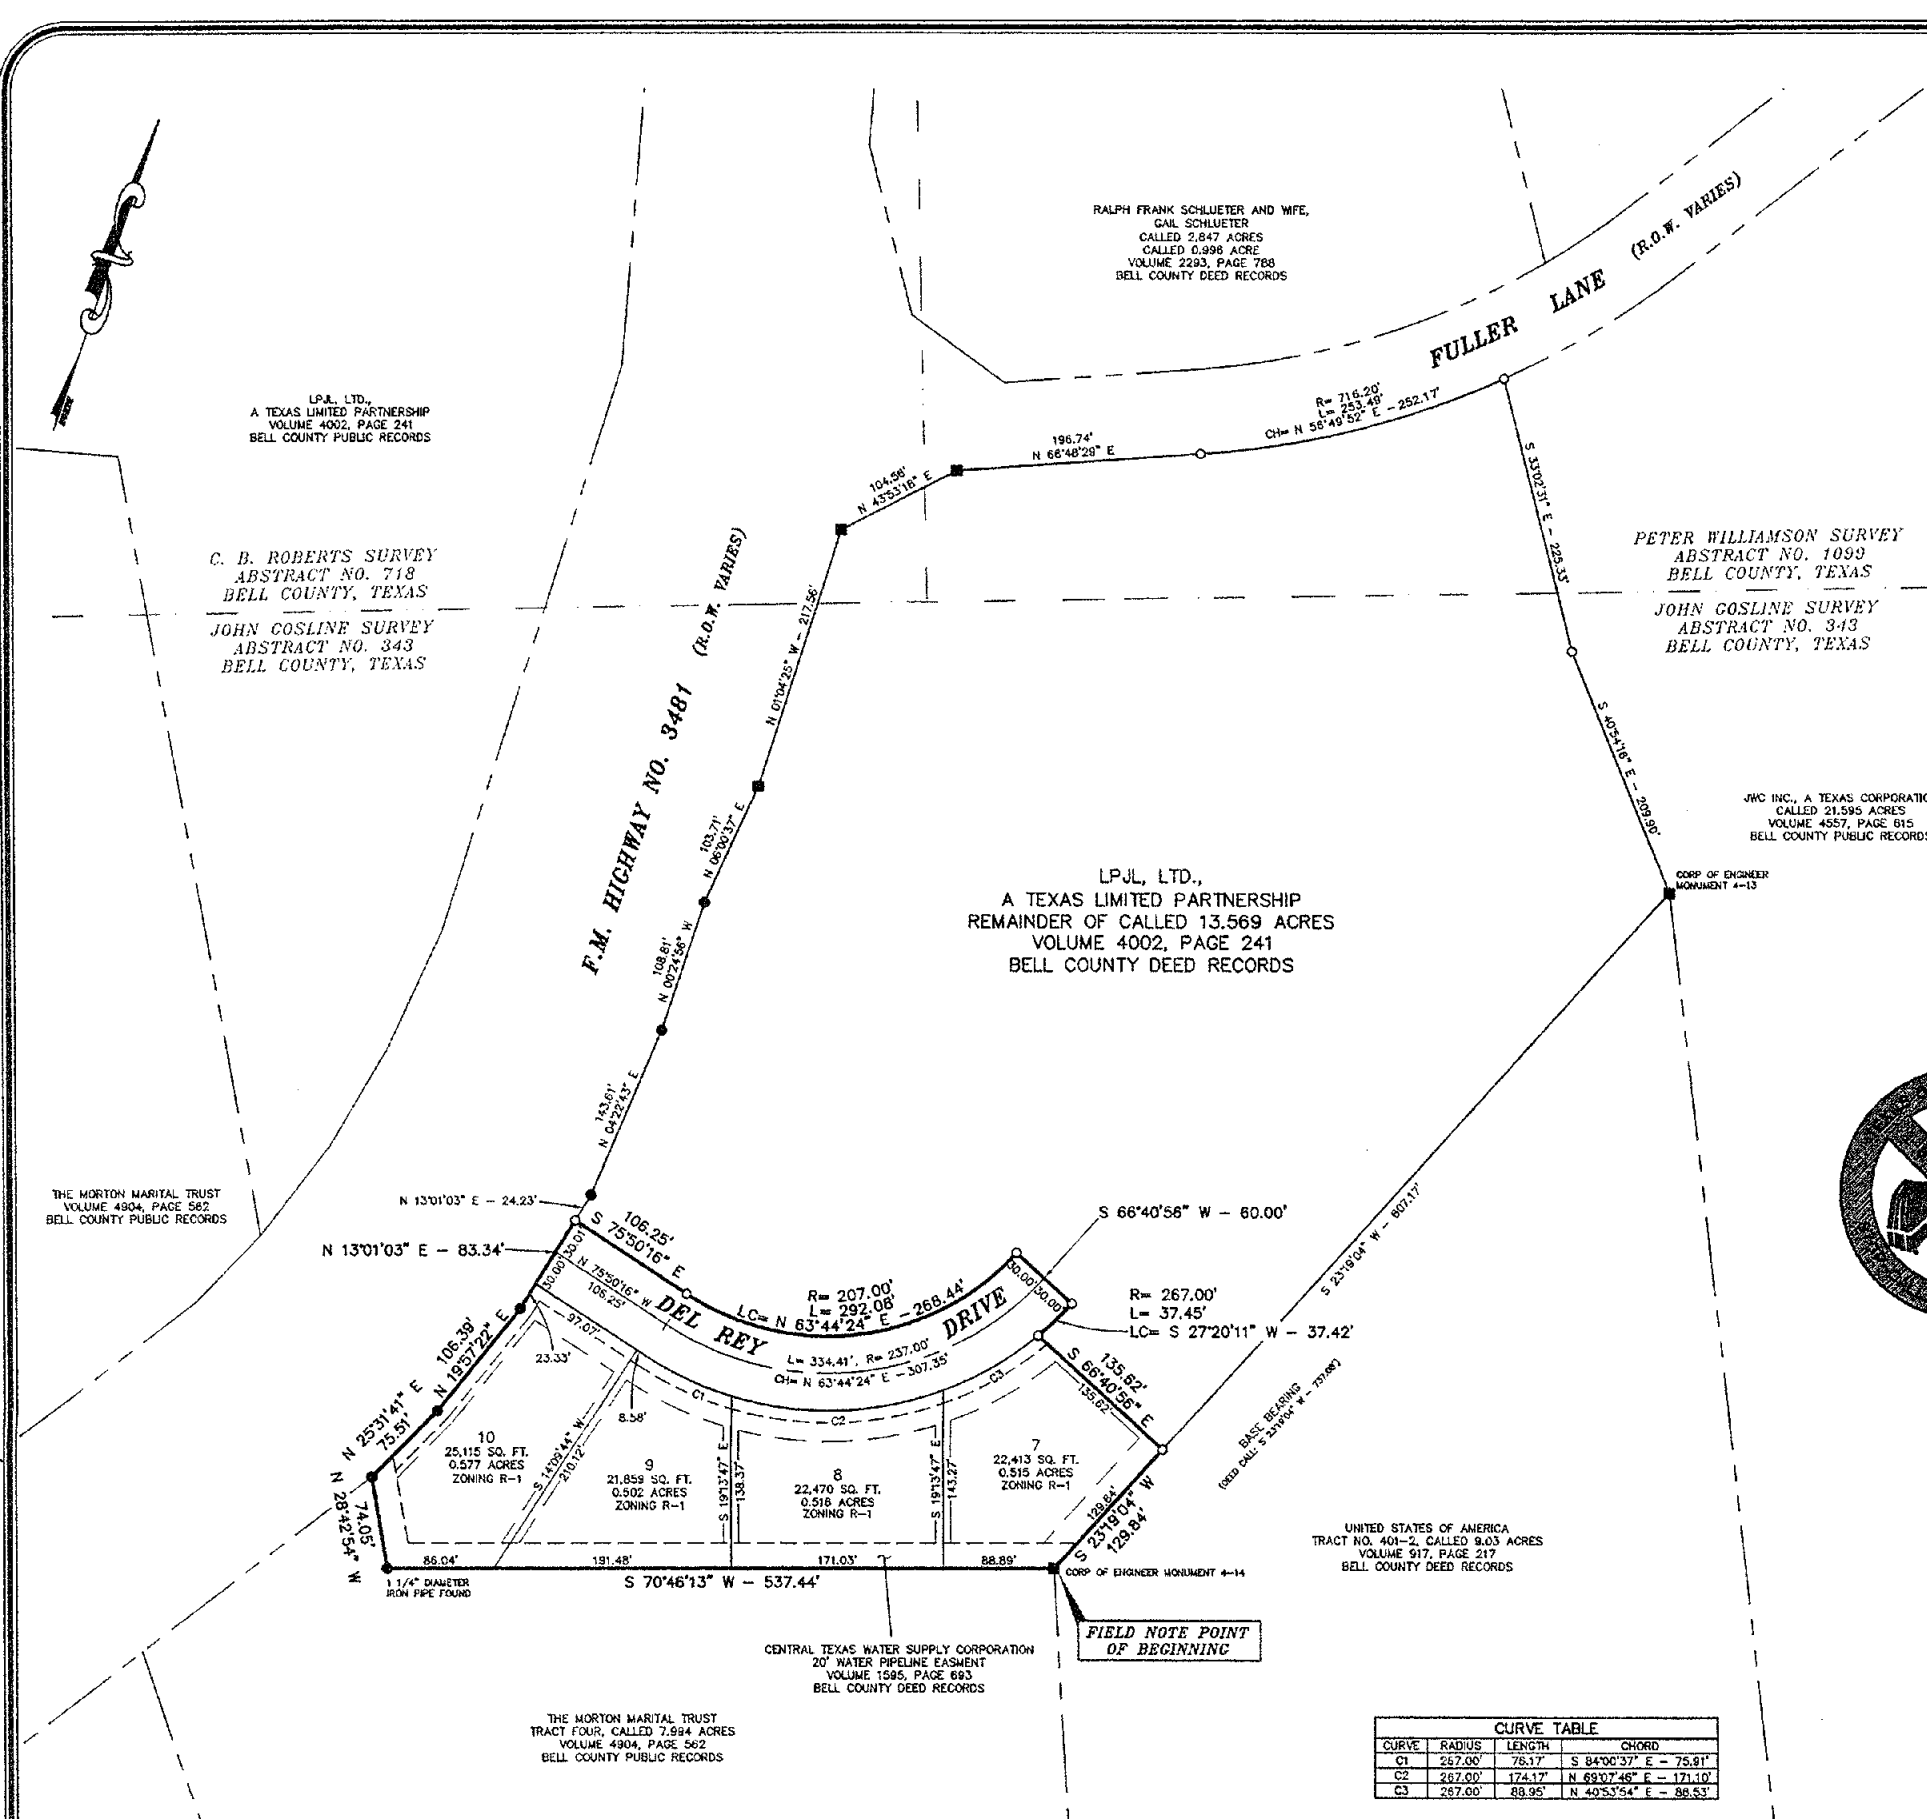 RALPH FRANK SCHLUETER AND WIFE,
GAIL SCHLUETER
CALLED 2.847 ACRES
CALLED 0.996 ACRE
VOLUME 2293, PAGE 788
BELL COUNTY DEED RECORDS
FULLER LANE (R.O.W. VARIES)
LPJL, LTD.,
A TEXAS LIMITED PARTNERSHIP
VOLUME 4002, PAGE 241
BELL COUNTY PUBLIC RECORDS
R= 716.20'
L= 253.49'
CH= N 56°49'52" E - 252.17'
196.74'
N 66°48'29" E
104.56'
N 43°53'18" E
S 33°02'31" E - 225.33'
C. B. ROBERTS SURVEY
ABSTRACT NO. 718
BELL COUNTY, TEXAS
JOHN GOSLINE SURVEY
ABSTRACT NO. 343
BELL COUNTY, TEXAS
PETER WILLIAMSON SURVEY
ABSTRACT NO. 1099
BELL COUNTY, TEXAS
JOHN GOSLINE SURVEY
ABSTRACT NO. 343
BELL COUNTY, TEXAS
F.M. HIGHWAY NO. 3481 (R.O.W. VARIES)
N 01°04'25" W - 217.56'
103.71'
N 06°00'37" E
108.81'
N 00°24'56" W
143.61'
N 04°22'43" E
S 40°54'16" E - 209.90'
JWC INC., A TEXAS CORPORATIO
CALLED 21.595 ACRES
VOLUME 4557, PAGE 615
BELL COUNTY PUBLIC RECORDS
CORP OF ENGINEER
MONUMENT 4-13
LPJL, LTD.,
A TEXAS LIMITED PARTNERSHIP
REMAINDER OF CALLED 13.569 ACRES
VOLUME 4002, PAGE 241
BELL COUNTY DEED RECORDS
THE MORTON MARITAL TRUST
VOLUME 4904, PAGE 562
BELL COUNTY PUBLIC RECORDS
N 13°01'03" E - 24.23'
N 13°01'03" E - 83.34'
30.01'
30.00'
106.25'
S 75°50'16" E
N 75°50'16" W
106.25'
S 66°40'56" W - 60.00'
30.00' 30.00'
R= 207.00'
L= 292.06'
LC= N 63°44'24" E - 268.44'
DEL REY DRIVE
L= 334.41', R= 237.00'
CH= N 63°44'24" E - 307.35'
R= 267.00'
L= 37.45'
LC= S 27°20'11" W - 37.42'
S 23°19'04" W - 607.17'
BASE BEARING
106.39'
N 19°57'22" E
N 25°31'41" E
75.51'
N 28°42'54" W
74.05'
97.07'
23.33'
8.58'
C1
C2
C3
135.62'
S 66°40'56" E
135.62'
10
25,115 SQ. FT.
0.577 ACRES
ZONING R-1
S 14°09'44" W
210.12'
9
21,859 SQ. FT.
0.502 ACRES
ZONING R-1
S 19°13'47" E
138.37'
8
22,470 SQ. FT.
0.516 ACRES
ZONING R-1
S 19°13'47" E
143.27'
7
22,413 SQ. FT.
0.515 ACRES
ZONING R-1
129.84'
S 23°19'04" W
129.84'
86.04'
191.48'
171.03'
88.89'
S 70°46'13" W - 537.44'
1 1/4" DIAMETER
IRON PIPE FOUND
CORP OF ENGINEER MONUMENT 4-14
FIELD NOTE POINT
OF BEGINNING
UNITED STATES OF AMERICA
TRACT NO. 401-2, CALLED 9.03 ACRES
VOLUME 917, PAGE 217
BELL COUNTY DEED RECORDS
CENTRAL TEXAS WATER SUPPLY CORPORATION
20' WATER PIPELINE EASMENT
VOLUME 1595, PAGE 693
BELL COUNTY DEED RECORDS
THE MORTON MARITAL TRUST
TRACT FOUR, CALLED 7.994 ACRES
VOLUME 4904, PAGE 562
BELL COUNTY PUBLIC RECORDS
CURVE TABLE
CURVE RADIUS LENGTH CHORD
C1 267.00' 76.17' S 84°00'37" E - 75.91'
C2 267.00' 174.17' N 69°07'46" E - 171.10'
C3 267.00' 88.95' N 40°53'54" E - 88.53'